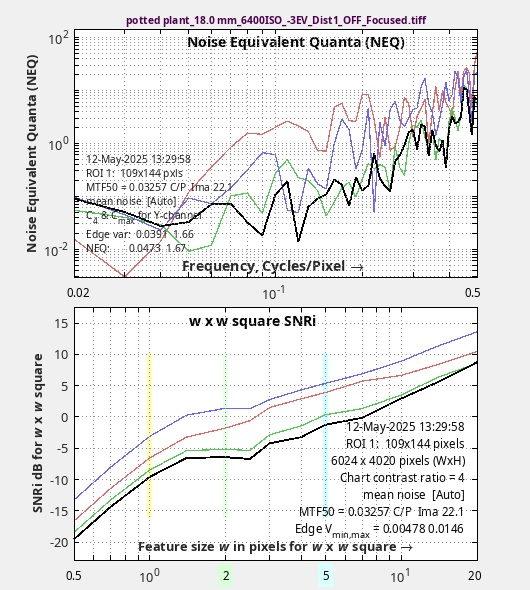 potted plant_18.0 mm_6400ISO_-3EV_Dist1_OFF_Focused.tiff
Noise Equivalent Quanta (NEQ)
Noise Equivalent Quanta (NEQ)
10²
10⁰
10⁻²
12-May-2025 13:29:58
ROI 1: 109x144 pxls
MTF50 = 0.03257 C/P Ima 22.1
mean noise [Auto]
C₄ & C_max for Y-channel
Edge var: 0.0391 1.66
NEQ: 0.0473 1.67
Frequency, Cycles/Pixel →
0.02 10⁻¹ 0.5
w x w square SNRi
SNRi dB for w x w square
15
10
5
0
-5
-10
-15
-20
12-May-2025 13:29:58
ROI 1: 109x144 pixels
6024 x 4020 pixels (WxH)
Chart contrast ratio = 4
mean noise [Auto]
MTF50 = 0.03257 C/P Ima 22.1
Edge V_min,max = 0.00478 0.0146
Feature size w in pixels for w x w square →
0.5 10⁰ 2 5 10¹ 20